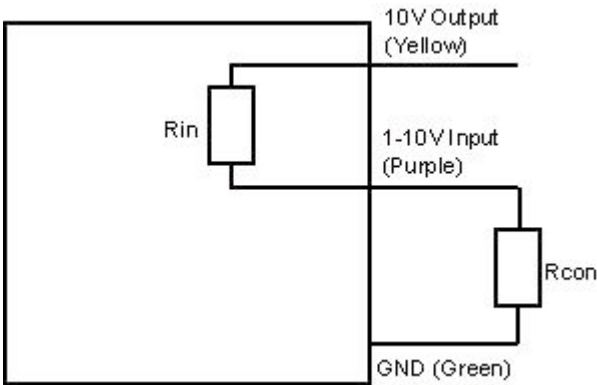 10V Output
(Yellow)
Rin
1-10V Input
(Purple)
Rcon
GND (Green)